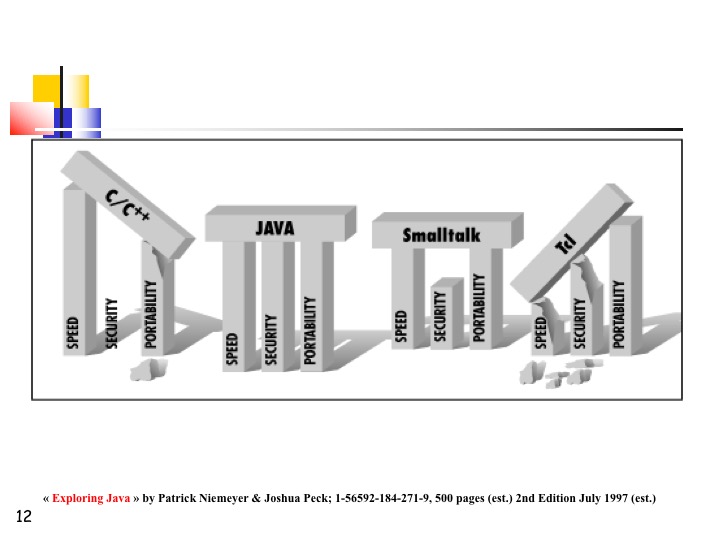 C/C++
SPEED
SECURITY
PORTABILITY
JAVA
SPEED
SECURITY
PORTABILITY
Smalltalk
SPEED
SECURITY
PORTABILITY
Tcl
SPEED
SECURITY
PORTABILITY
« Exploring Java » by Patrick Niemeyer & Joshua Peck; 1-56592-184-271-9, 500 pages (est.) 2nd Edition July 1997 (est.)
12